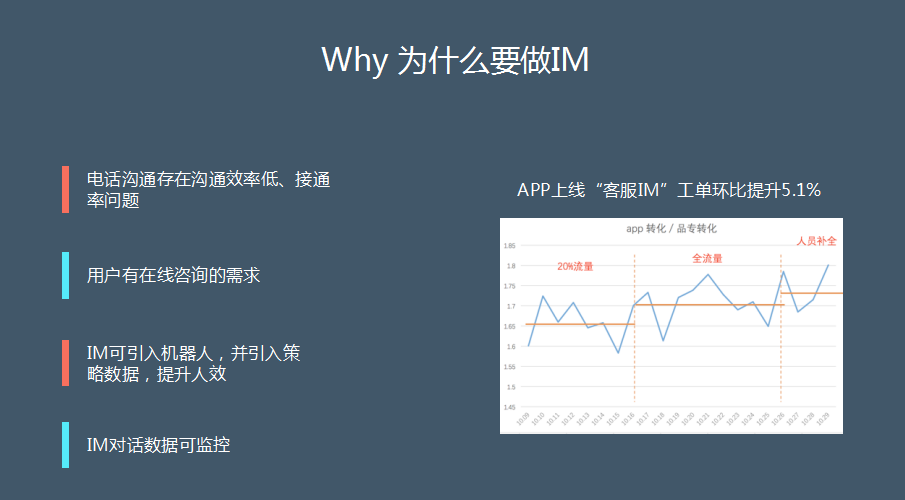 Why 为什么要做IM
电话沟通存在沟通效率低、接通
率问题
用户有在线咨询的需求
IM可引入机器人，并引入策
略数据，提升人效
IM对话数据可监控
APP上线“客服IM”工单环比提升5.1%
app 转化 / 品专转化
人员补全
全流量
20%流量
1.85
1.8
1.75
1.7
1.65
1.6
1.55
1.5
1.45
10.09
10.10
10.11
10.12
10.13
10.14
10.15
10.16
10.17
10.18
10.19
10.20
10.21
10.22
10.23
10.24
10.25
10.26
10.27
10.28
10.29